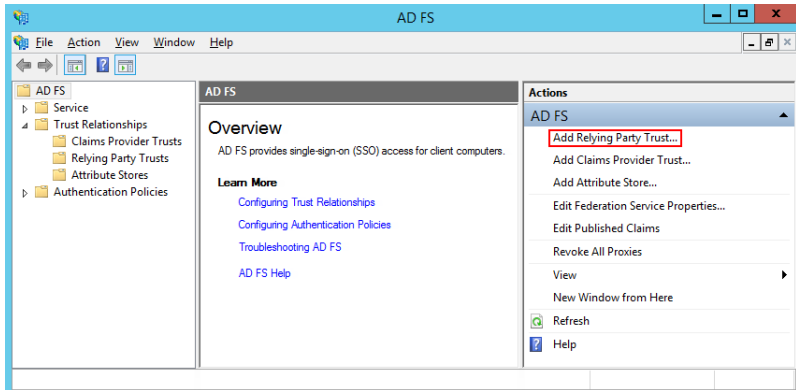 AD FS
File Action View Window Help
AD FS
Service
Trust Relationships
Claims Provider Trusts
Relying Party Trusts
Attribute Stores
Authentication Policies
AD FS
Overview
AD FS provides single-sign-on (SSO) access for client computers.
Learn More
Configuring Trust Relationships
Configuring Authentication Policies
Troubleshooting AD FS
AD FS Help
Actions
AD FS
Add Relying Party Trust...
Add Claims Provider Trust...
Add Attribute Store...
Edit Federation Service Properties...
Edit Published Claims
Revoke All Proxies
View
New Window from Here
Refresh
Help